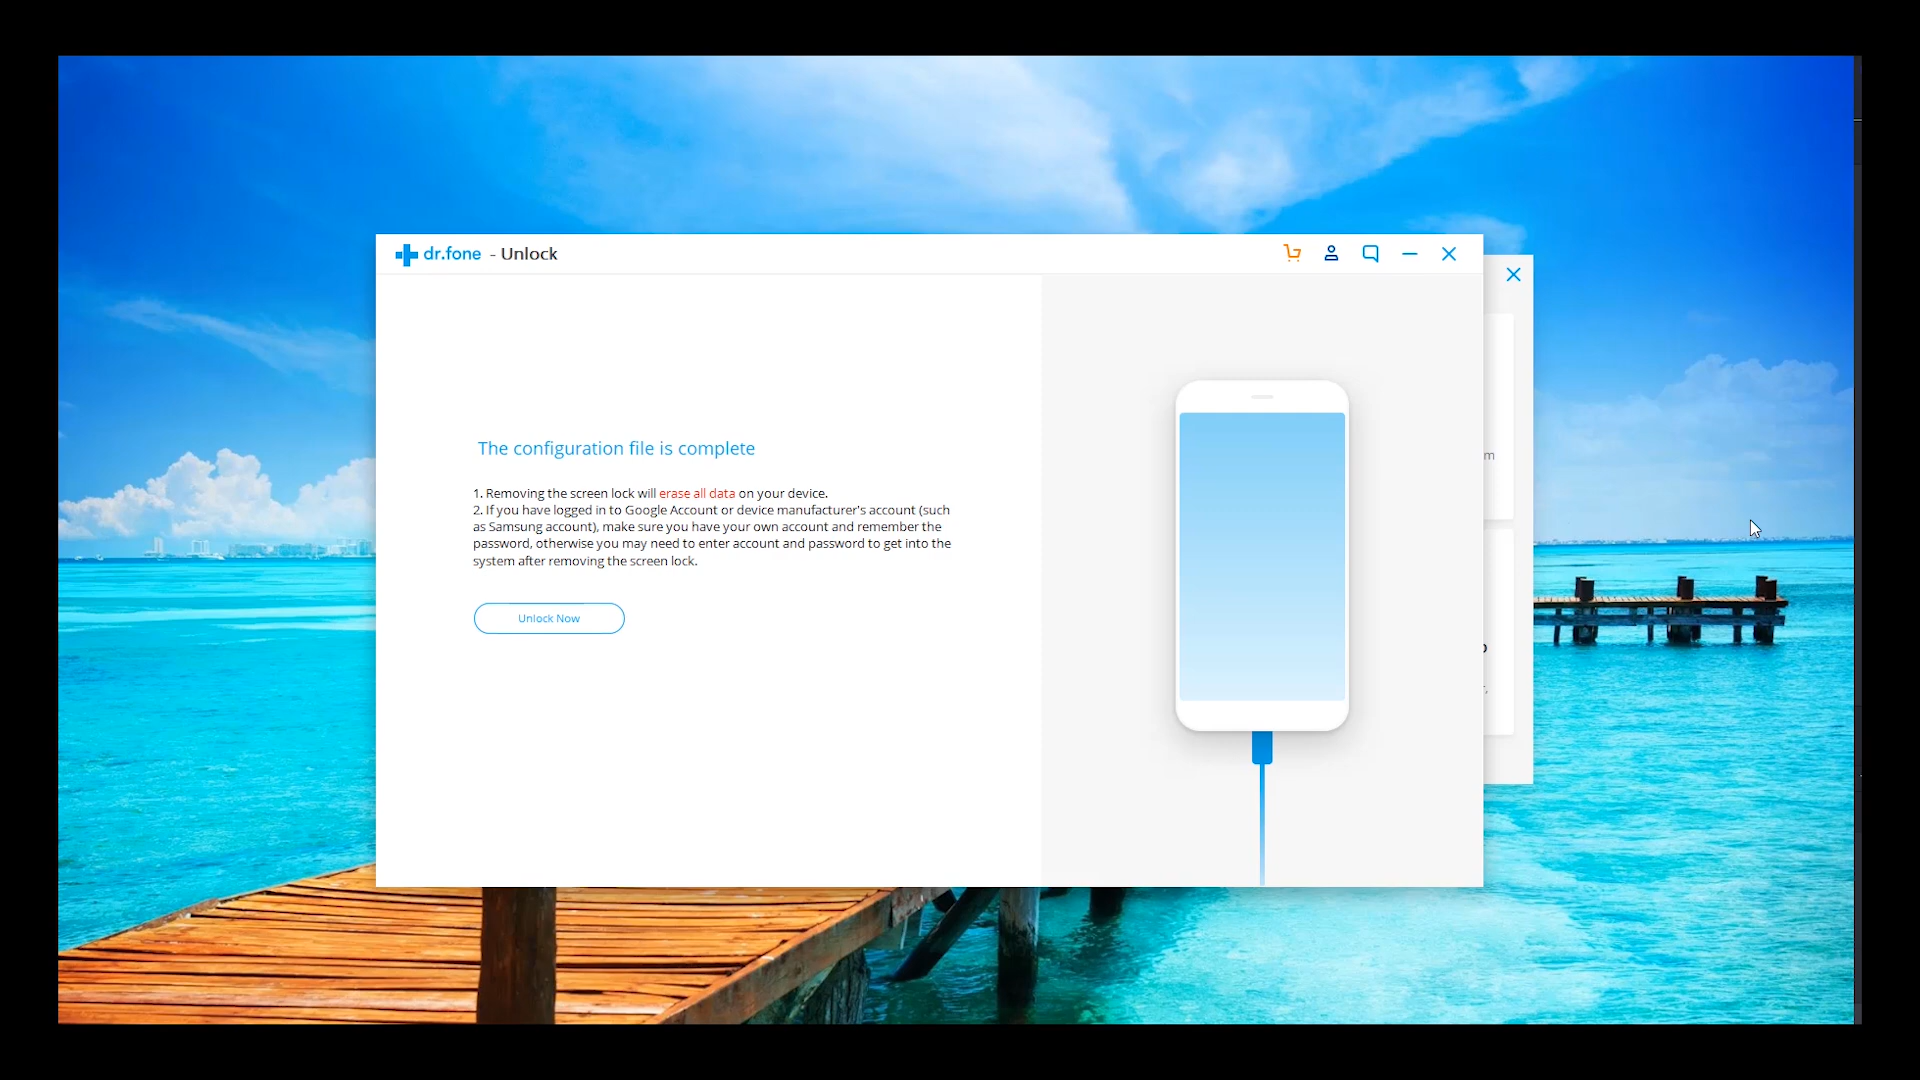 dr.fone - Unlock
The configuration file is complete
1. Removing the screen lock will erase all data on your device.
2. If you have logged in to Google Account or device manufacturer's account (such
as Samsung account), make sure you have your own account and remember the
password, otherwise you may need to enter account and password to get into the
system after removing the screen lock.
Unlock Now